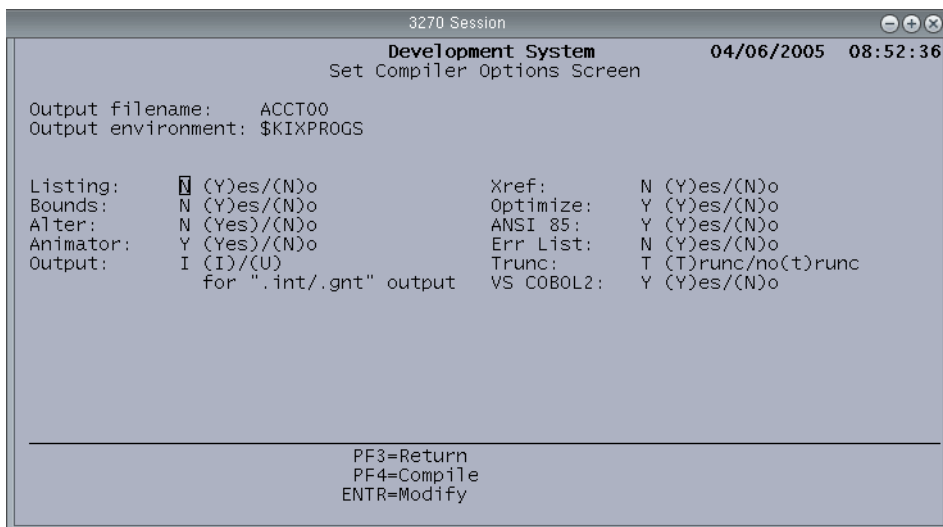 3270 Session
Development System 04/06/2005 08:52:36
Set Compiler Options Screen
Output filename: ACCT00
Output environment: $KIXPROGS
Listing: N (Y)es/(N)o Xref: N (Y)es/(N)o
Bounds: N (Y)es/(N)o Optimize: Y (Y)es/(N)o
Alter: N (Yes)/(N)o ANSI 85: Y (Y)es/(N)o
Animator: Y (Yes)/(N)o Err List: N (Y)es/(N)o
Output: I (I)/(U) Trunc: T (T)runc/no(t)runc
for ".int/.gnt" output VS COBOL2: Y (Y)es/(N)o
PF3=Return
PF4=Compile
ENTR=Modify